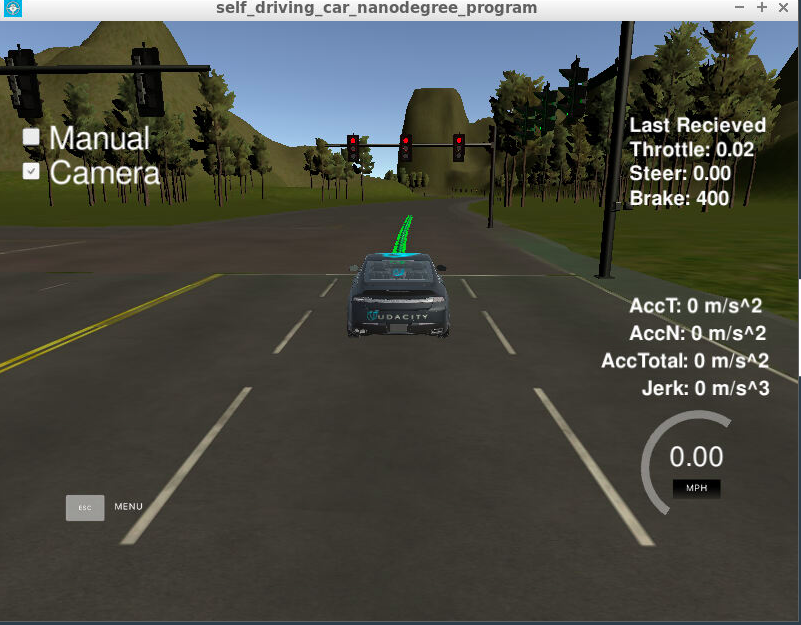 self_driving_car_nanodegree_program
Manual
Camera
Last Recieved
Throttle: 0.02
Steer: 0.00
Brake: 400
UDACITY
AccT: 0 m/s^2
AccN: 0 m/s^2
AccTotal: 0 m/s^2
Jerk: 0 m/s^3
0.00
MPH
ESC
MENU